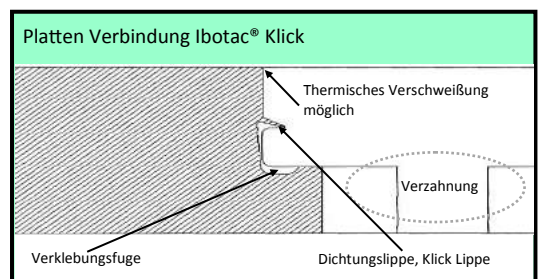 Platten Verbindung Ibotac® Klick
Thermisches Verschweißung
möglich
Verzahnung
Verklebungsfuge
Dichtungslippe, Klick Lippe